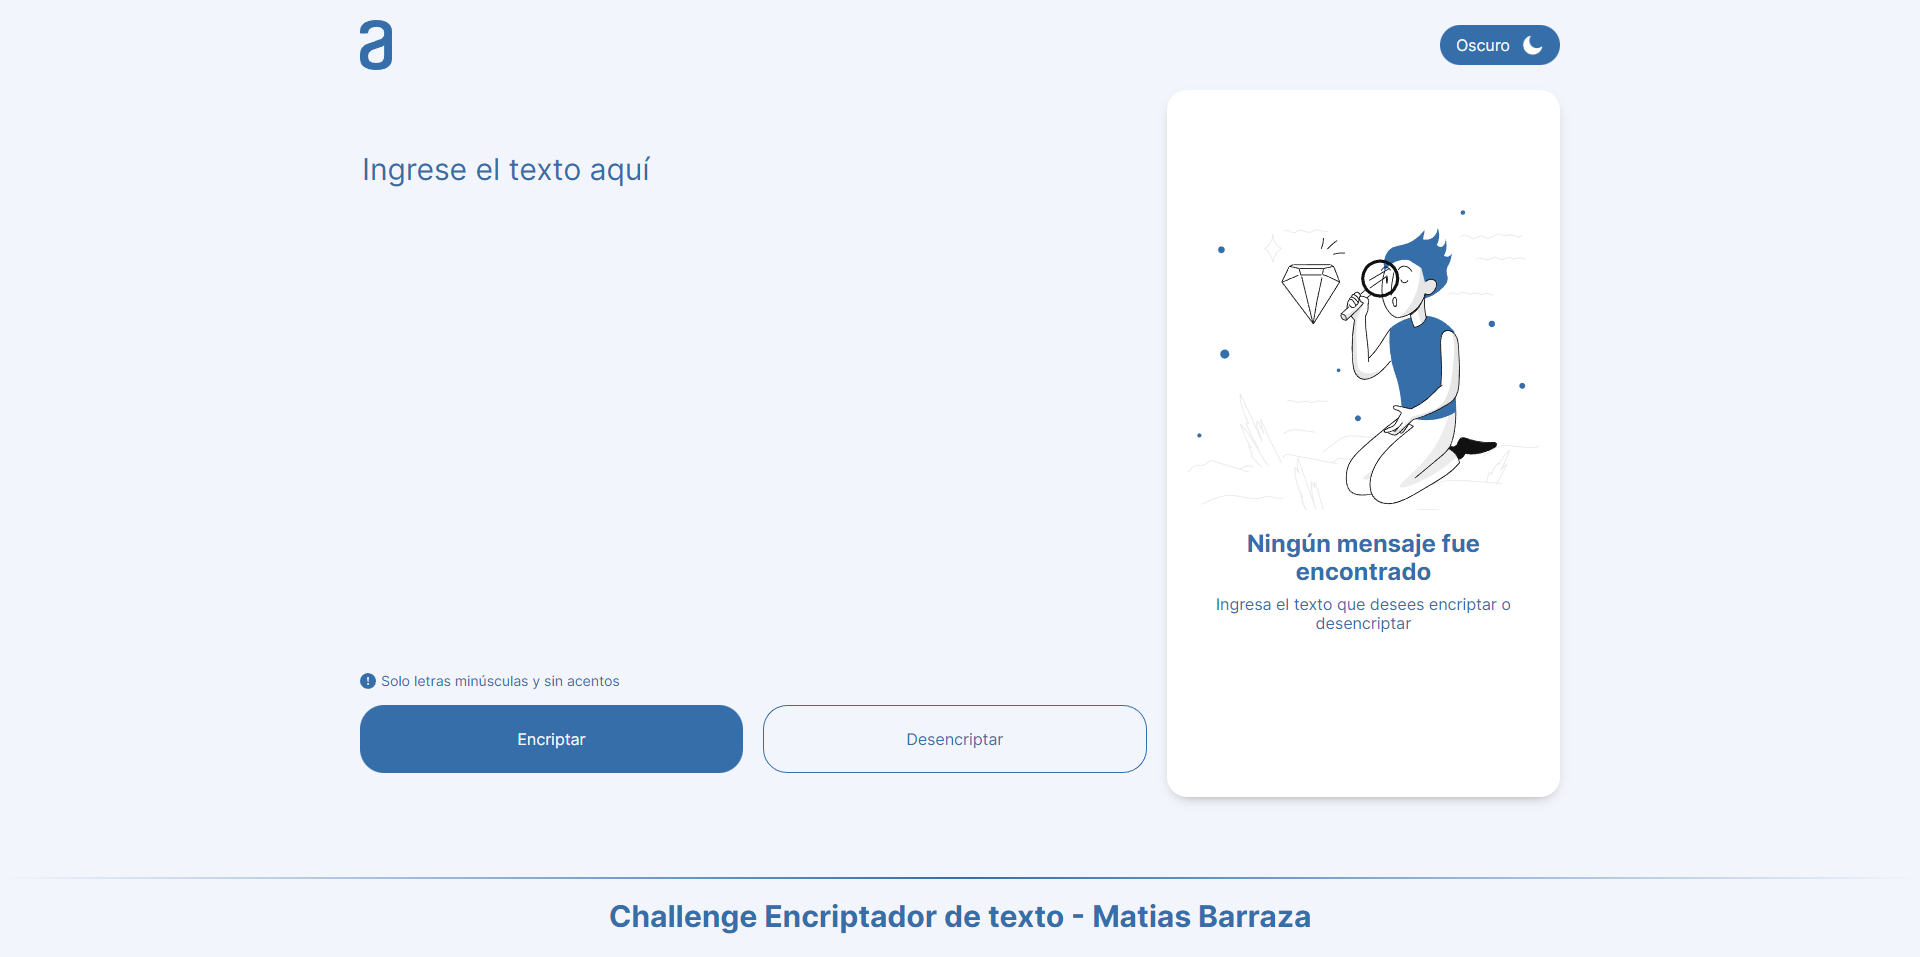 a
Oscuro
Ingrese el texto aquí
Ningún mensaje fue
encontrado
Ingresa el texto que desees encriptar o
desencriptar
! Solo letras minúsculas y sin acentos
Encriptar
Desencriptar
Challenge Encriptador de texto - Matias Barraza